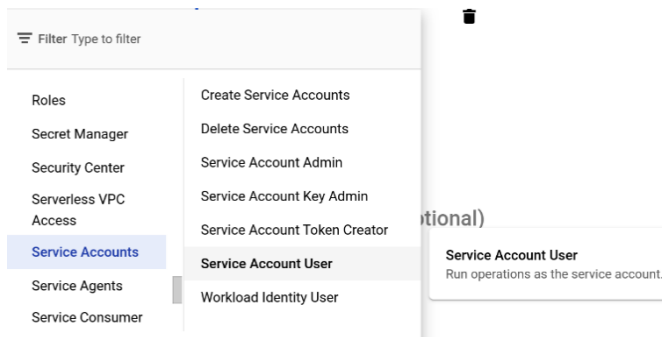 Filter Type to filter
Roles
Secret Manager
Security Center
Serverless VPC
Access
Service Accounts
Service Agents
Service Consumer
Create Service Accounts
Delete Service Accounts
Service Account Admin
Service Account Key Admin
Service Account Token Creator
Service Account User
Workload Identity User
tional)
Service Account User
Run operations as the service account.